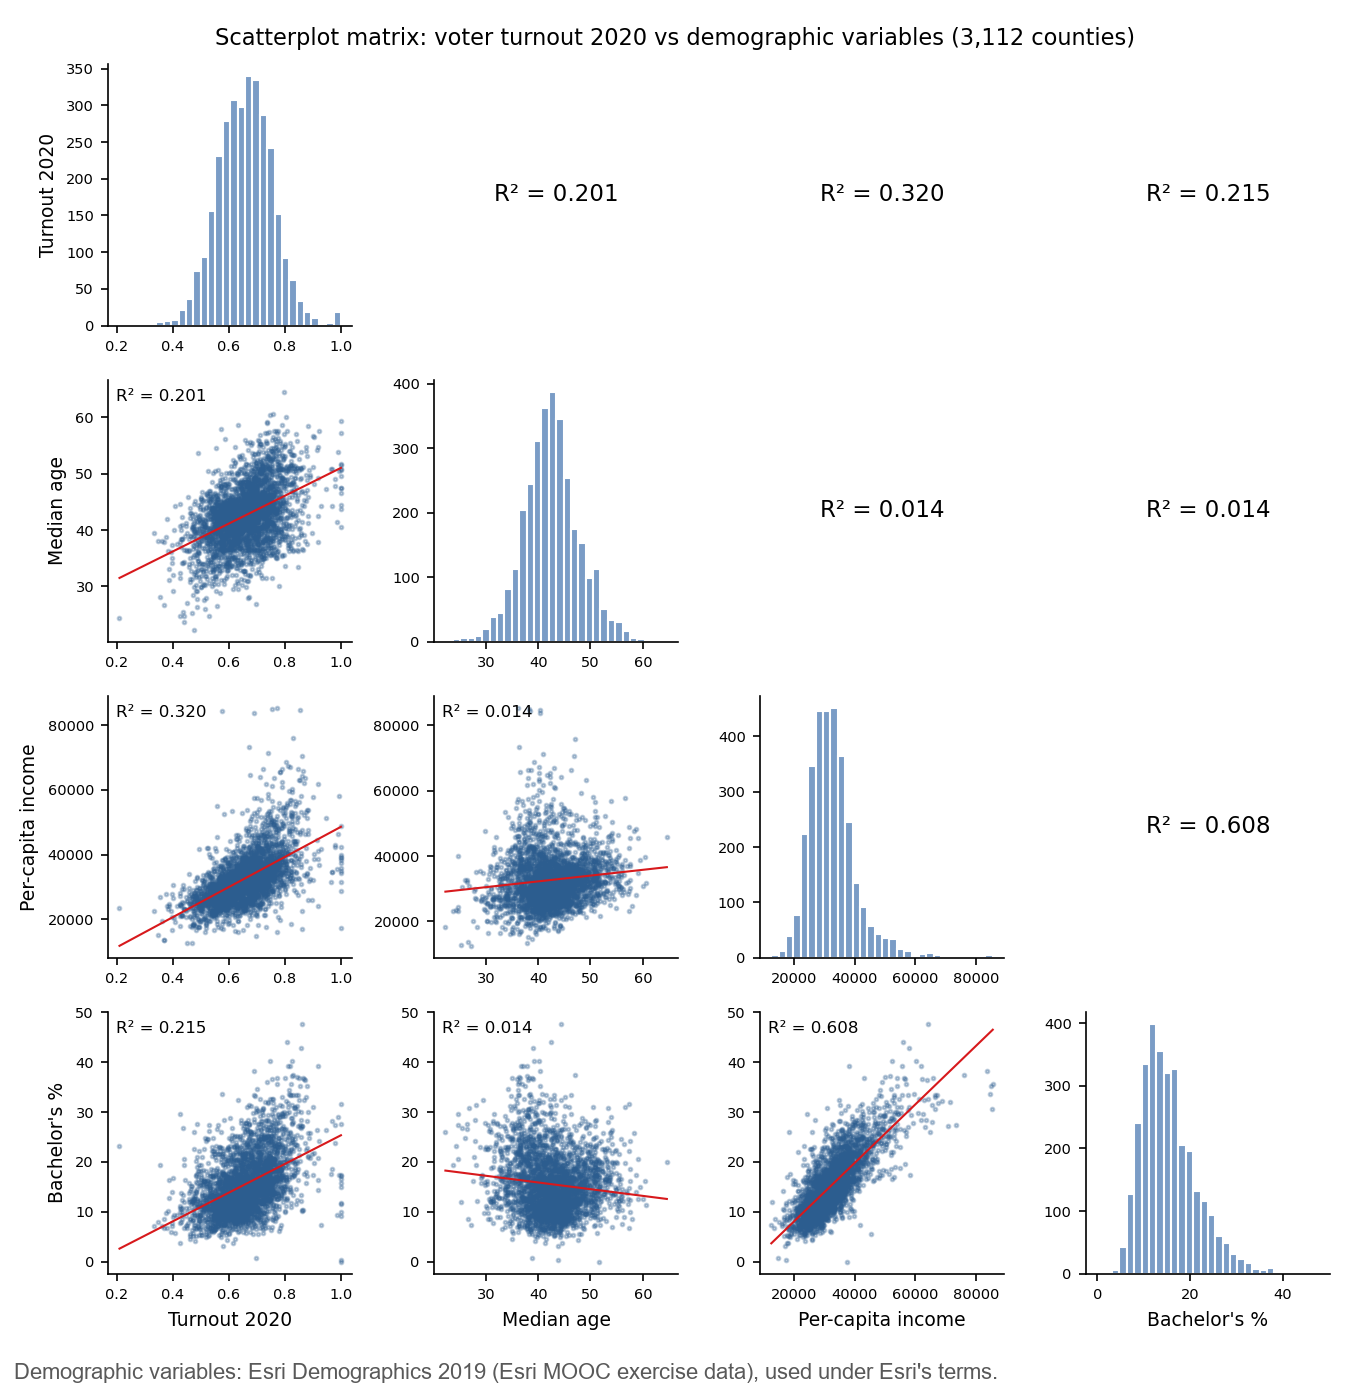 Scatterplot matrix: voter turnout 2020 vs demographic variables (3,112 counties)
Turnout 2020
350
300
250
200
150
100
50
0
0.2 0.4 0.6 0.8 1.0
R² = 0.201
R² = 0.320
R² = 0.215
Median age
R² = 0.201
60
50
40
30
0.2 0.4 0.6 0.8 1.0
400
300
200
100
0
30 40 50 60
R² = 0.014
R² = 0.014
Per-capita income
R² = 0.320
80000
60000
40000
20000
0.2 0.4 0.6 0.8 1.0
R² = 0.014
80000
60000
40000
20000
30 40 50 60
400
300
200
100
0
20000 40000 60000 80000
R² = 0.608
Bachelor's %
R² = 0.215
50
40
30
20
10
0
0.2 0.4 0.6 0.8 1.0
Turnout 2020
R² = 0.014
50
40
30
20
10
0
30 40 50 60
Median age
R² = 0.608
50
40
30
20
10
0
20000 40000 60000 80000
Per-capita income
400
300
200
100
0
0 20 40
Bachelor's %
Demographic variables: Esri Demographics 2019 (Esri MOOC exercise data), used under Esri's terms.